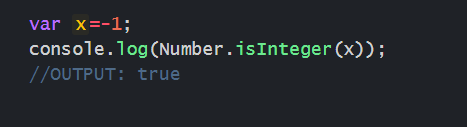 var x=-1;
console.log(Number.isInteger(x));
//OUTPUT: true